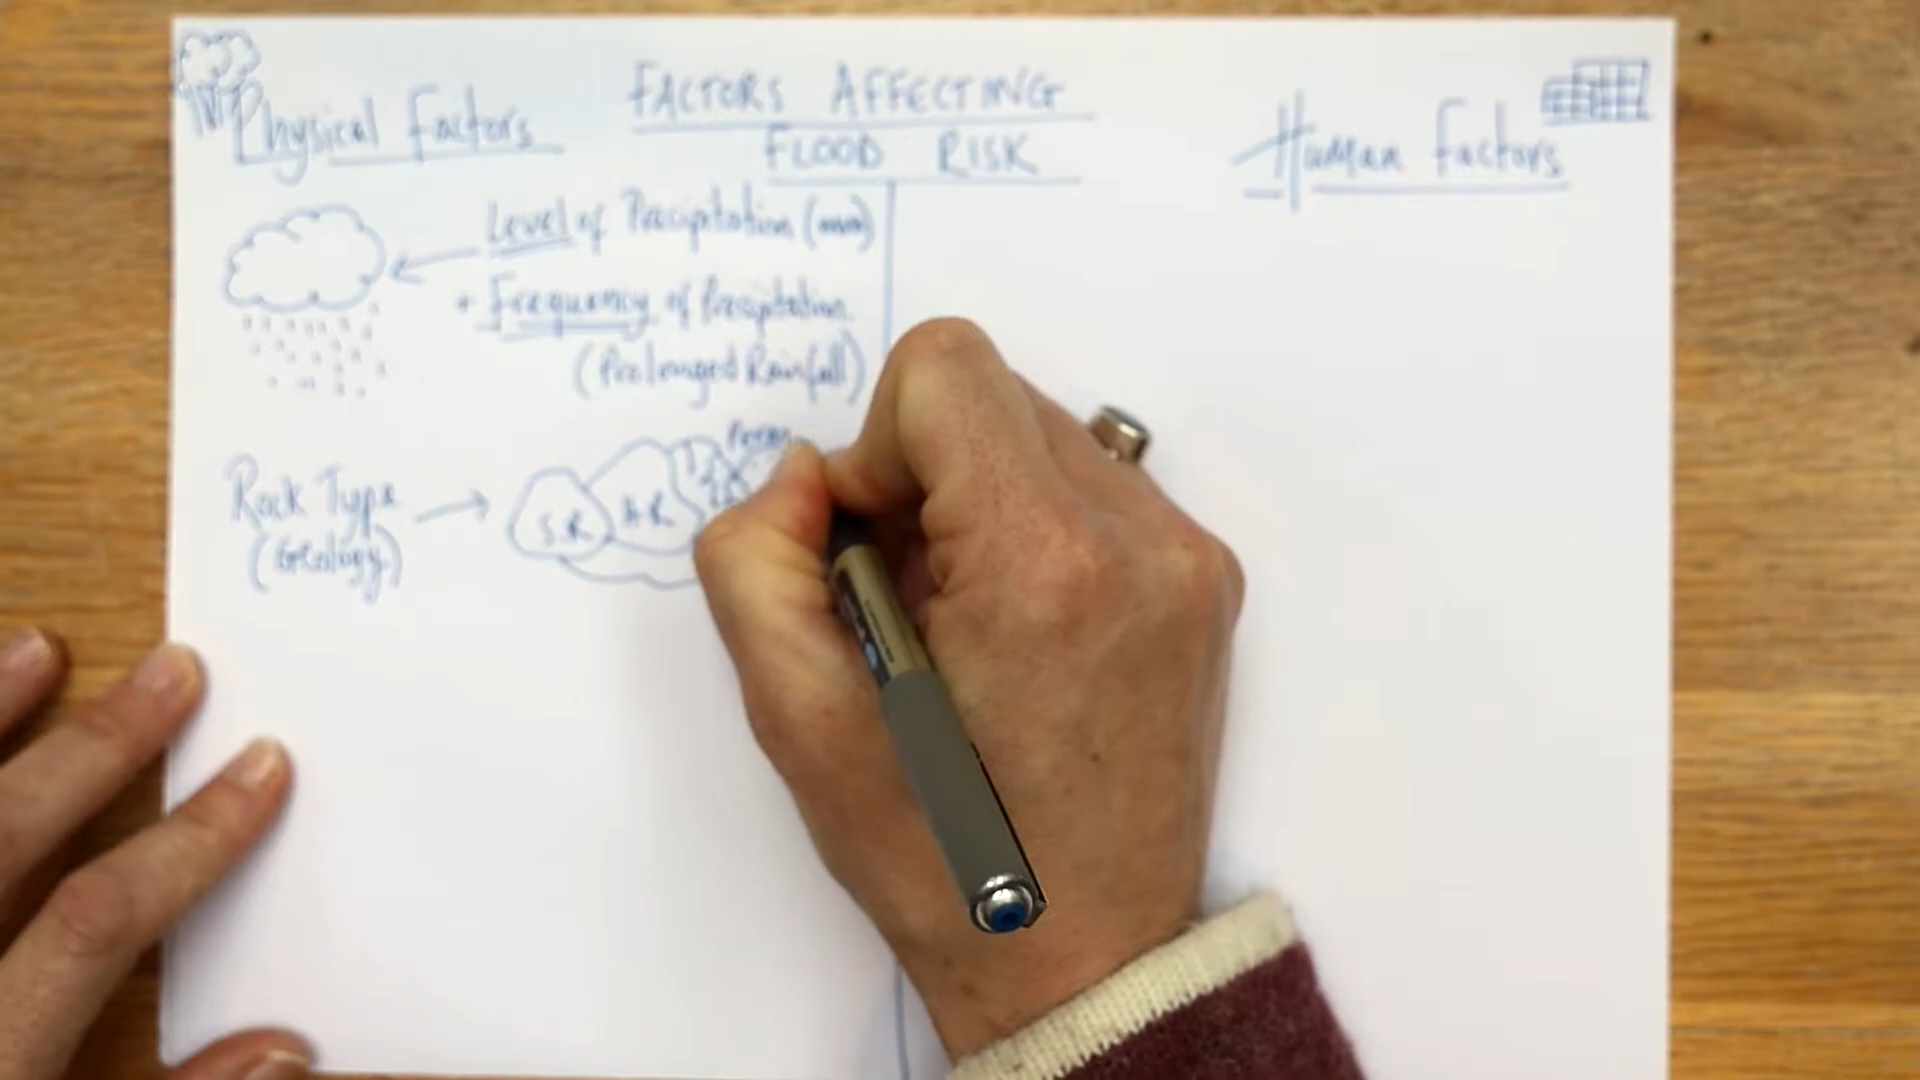 FACTORS AFFECTING
FLOOD RISK
Physical Factors
Level of Precipitation (mm)
+ Frequency of Precipitation
(Prolonged Rainfall)
Rock Type
(Geology)
S.R
H.R
Human Factors